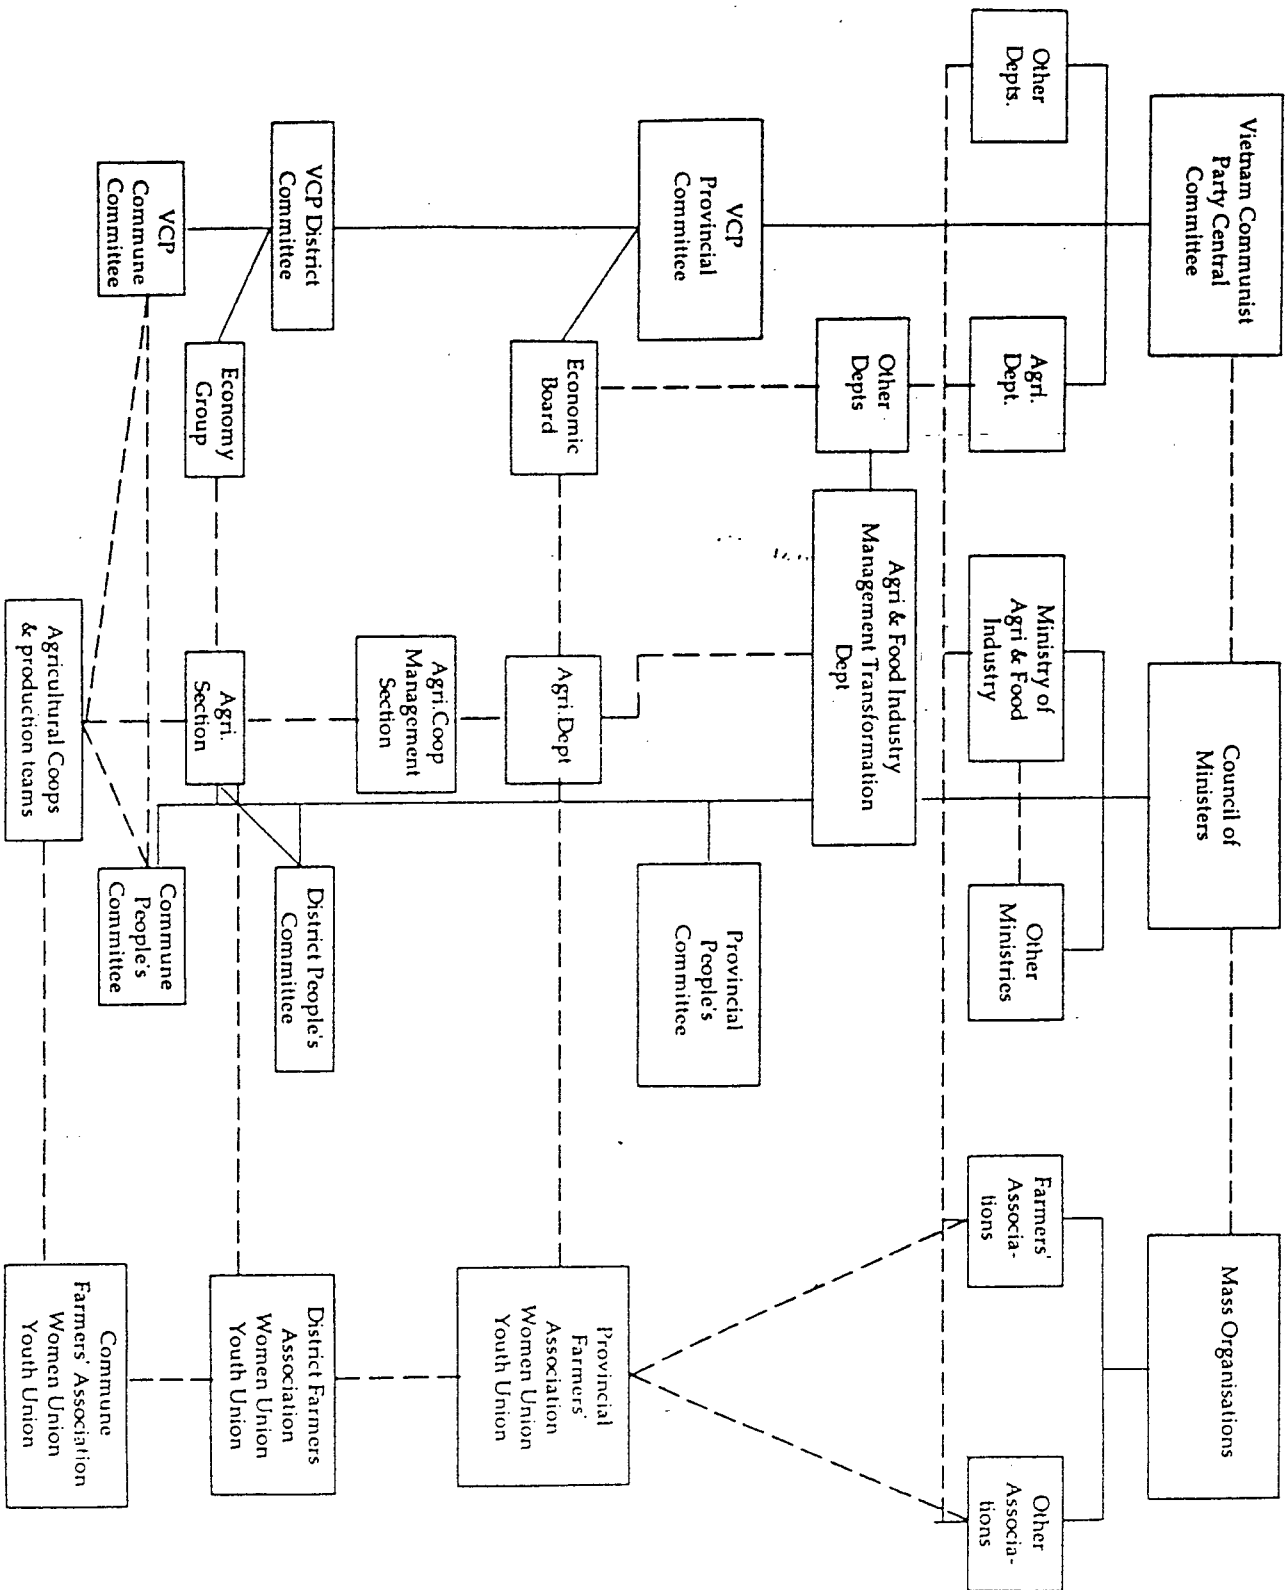 Vietnam Communist
Party Central
Committee
Council of
Ministers
Mass Organisations
Other
Depts.
Agri.
Dept.
Ministry of
Agri & Food
Industry
Other
Ministries
Farmers'
Associa-
tions
Other
Associa-
tions
Other
Depts
Agri & Food Industry
Management Transformation
Dept
VCP
Provincial
Committee
Provincial
People's
Committee
Economic
Board
Agri.Dept
Provincial
Farmers'
Association
Women Union
Youth Union
Agri.Coop
Management
Section
VCP District
Committee
District People's
Committee
Economy
Group
Agri.
Section
District Farmers
Association
Women Union
Youth Union
VCP
Commune
Committee
Commune
People's
Committee
Agricultural Coops
& production teams
Commune
Farmers' Association
Women Union
Youth Union